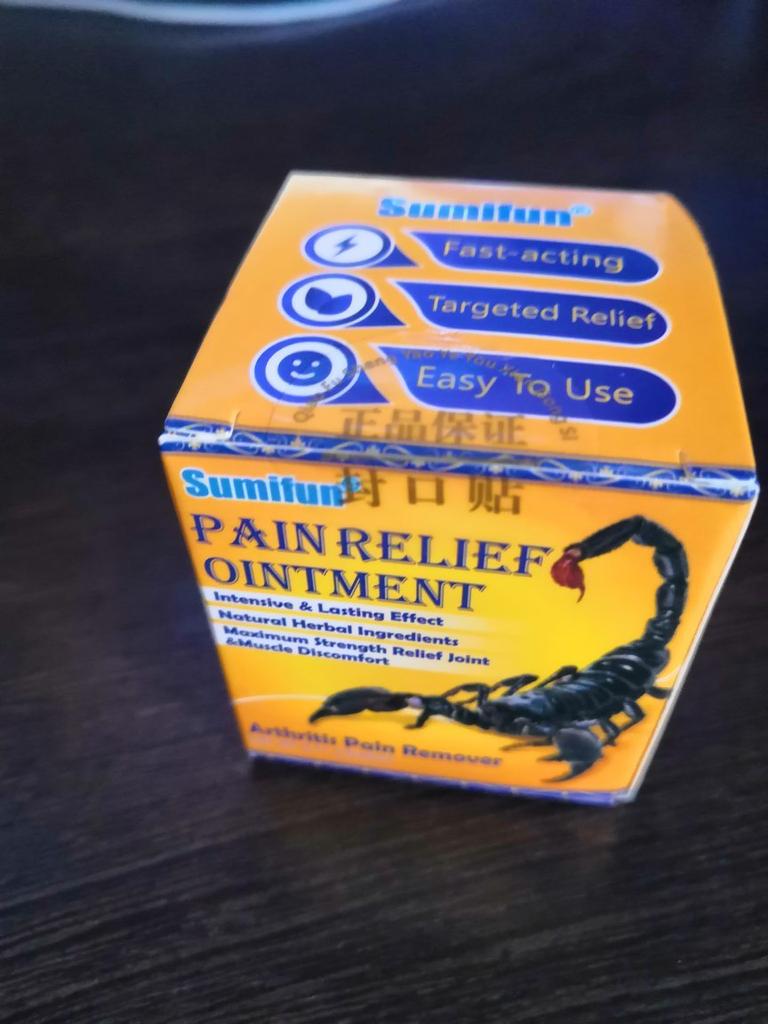 Sumifun®
Fast-acting
Targeted Relief
Easy To Use
正品保证
封口贴
Sumifun®
PAIN RELIEF
OINTMENT
Intensive & Lasting Effect
Natural Herbal Ingredients
Maximum Strength Relief Joint
&Muscle Discomfort
Arthritis Pain Remover